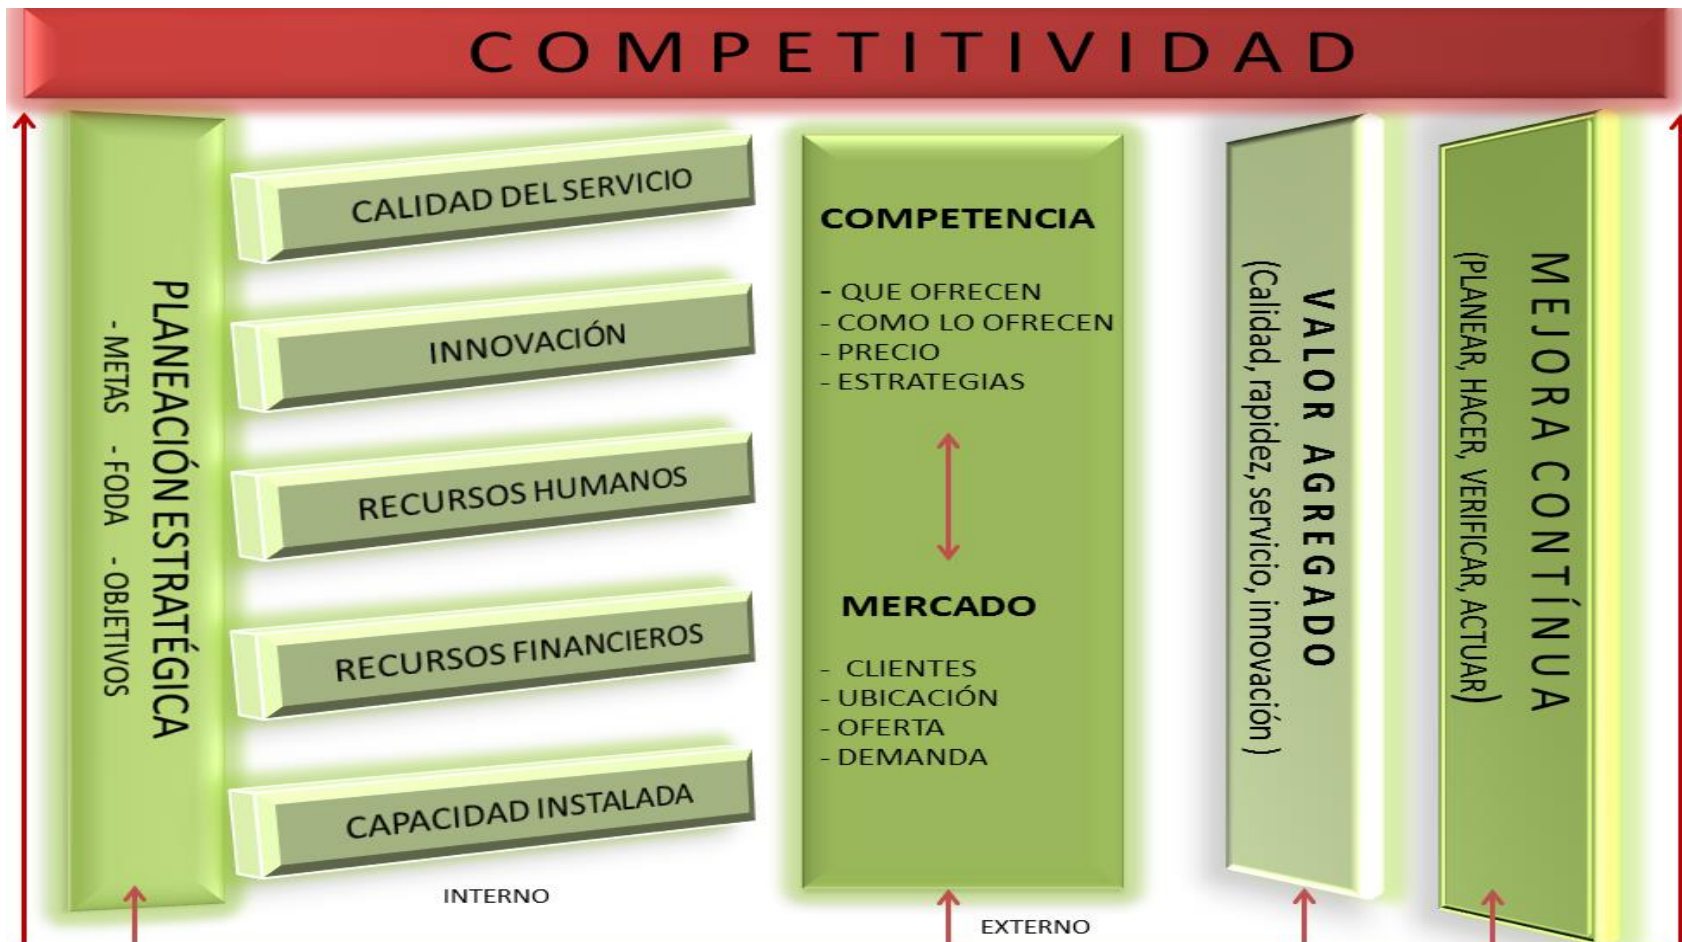 COMPETITIVIDAD
PLANEACIÓN ESTRATÉGICA
- METAS - FODA - OBJETIVOS
CALIDAD DEL SERVICIO
INNOVACIÓN
RECURSOS HUMANOS
RECURSOS FINANCIEROS
CAPACIDAD INSTALADA
INTERNO
COMPETENCIA
- QUE OFRECEN
- COMO LO OFRECEN
- PRECIO
- ESTRATEGIAS
MERCADO
- CLIENTES
- UBICACIÓN
- OFERTA
- DEMANDA
EXTERNO
VALOR AGREGADO
(Calidad, rapidez, servicio, innovación )
MEJORA CONTÍNUA
(PLANEAR, HACER, VERIFICAR, ACTUAR)